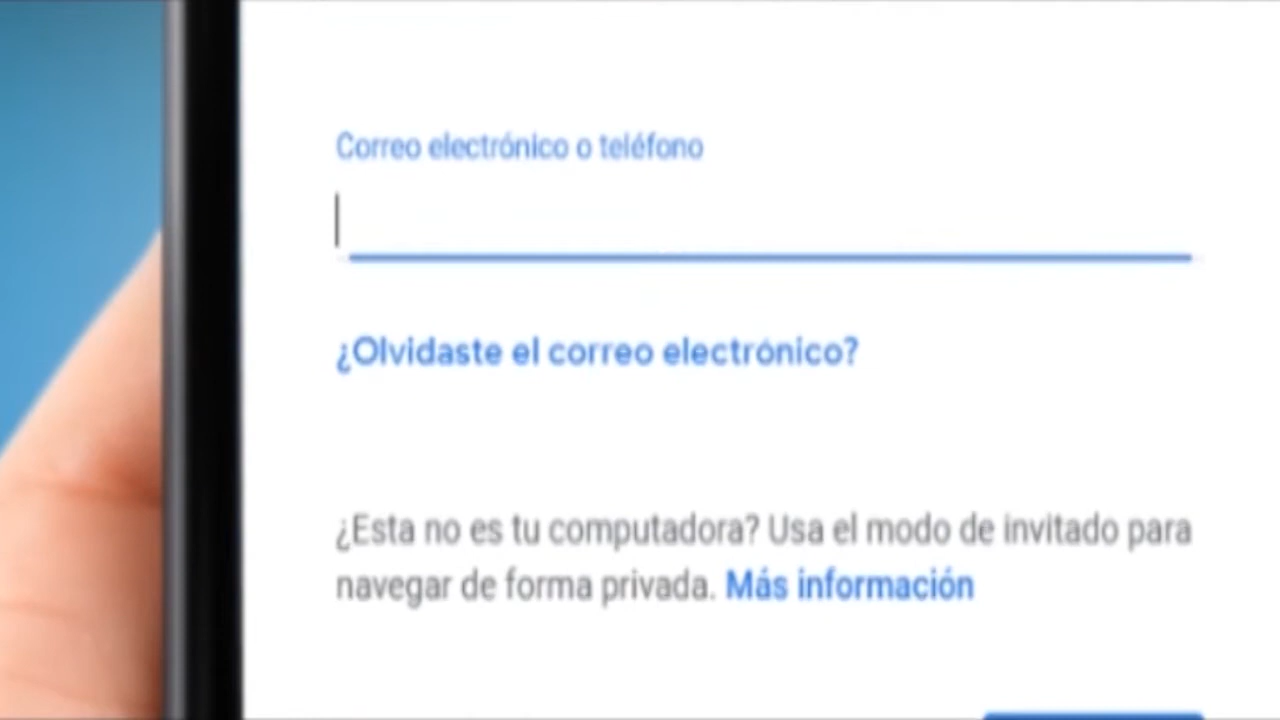 Correo electrónico o teléfono
¿Olvidaste el correo electrónico?
¿Esta no es tu computadora? Usa el modo de invitado para
navegar de forma privada. Más información